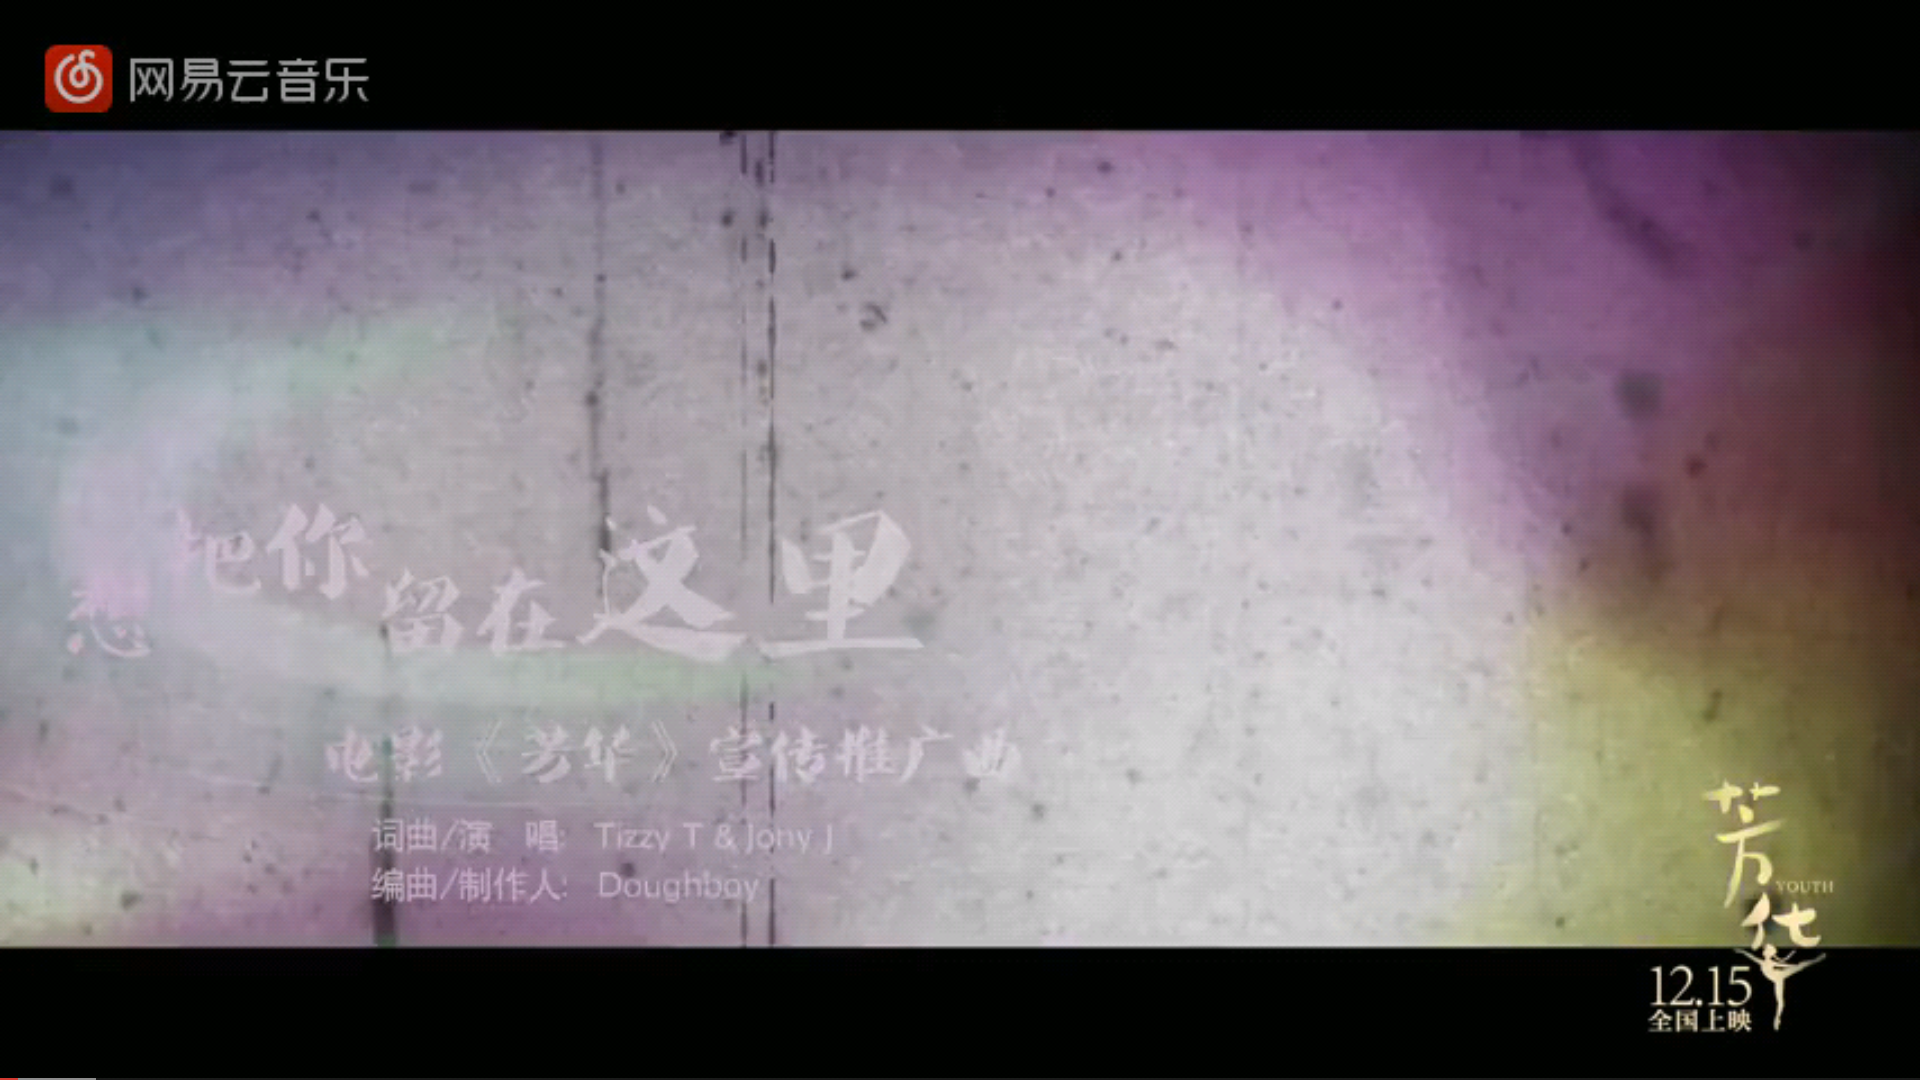 网易云音乐
想把你留在这里
电影《芳华》宣传推广曲
词曲/演 唱: Tizzy T & Jony J
编曲/制作人: Doughboy
芳华
YOUTH
12.15
全国上映